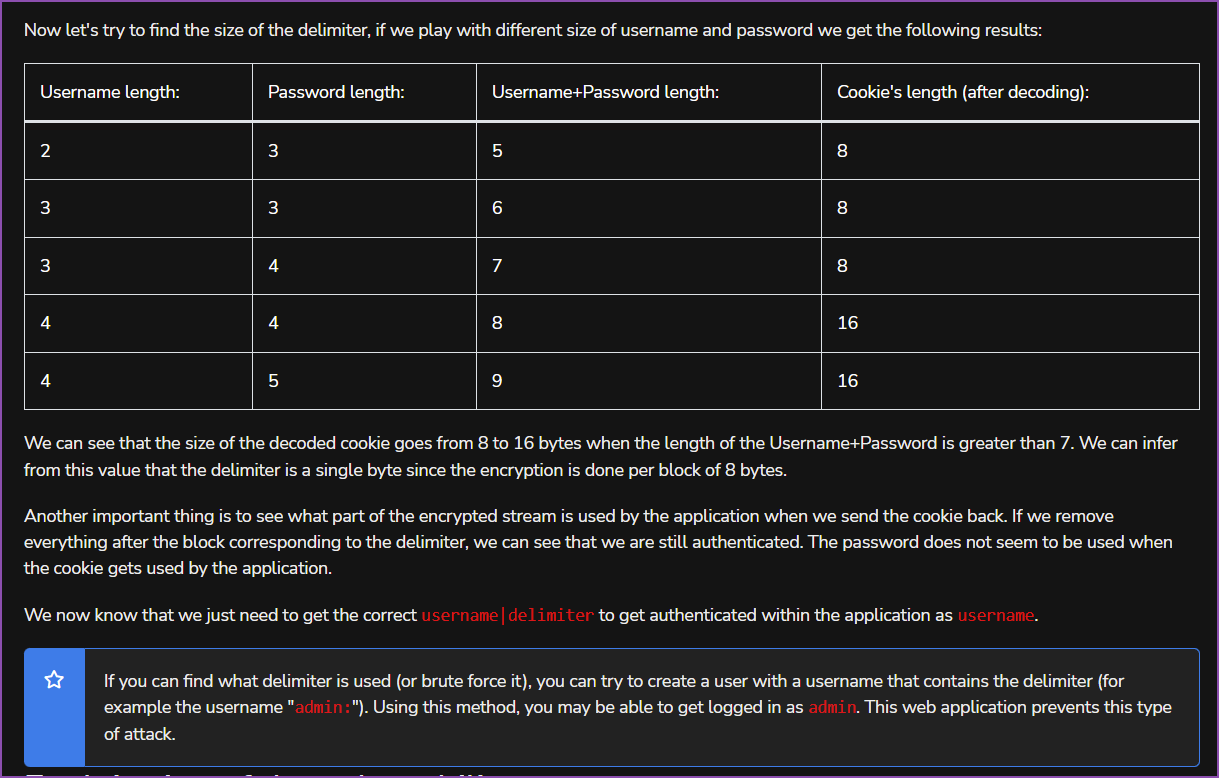 Now let's try to find the size of the delimiter, if we play with different size of username and password we get the following results:
Username length: Password length: Username+Password length: Cookie's length (after decoding):
2 3 5 8
3 3 6 8
3 4 7 8
4 4 8 16
4 5 9 16
We can see that the size of the decoded cookie goes from 8 to 16 bytes when the length of the Username+Password is greater than 7. We can infer
from this value that the delimiter is a single byte since the encryption is done per block of 8 bytes.
Another important thing is to see what part of the encrypted stream is used by the application when we send the cookie back. If we remove
everything after the block corresponding to the delimiter, we can see that we are still authenticated. The password does not seem to be used when
the cookie gets used by the application.
We now know that we just need to get the correct username|delimiter to get authenticated within the application as username.
If you can find what delimiter is used (or brute force it), you can try to create a user with a username that contains the delimiter (for
example the username "admin:"). Using this method, you may be able to get logged in as admin. This web application prevents this type
of attack.